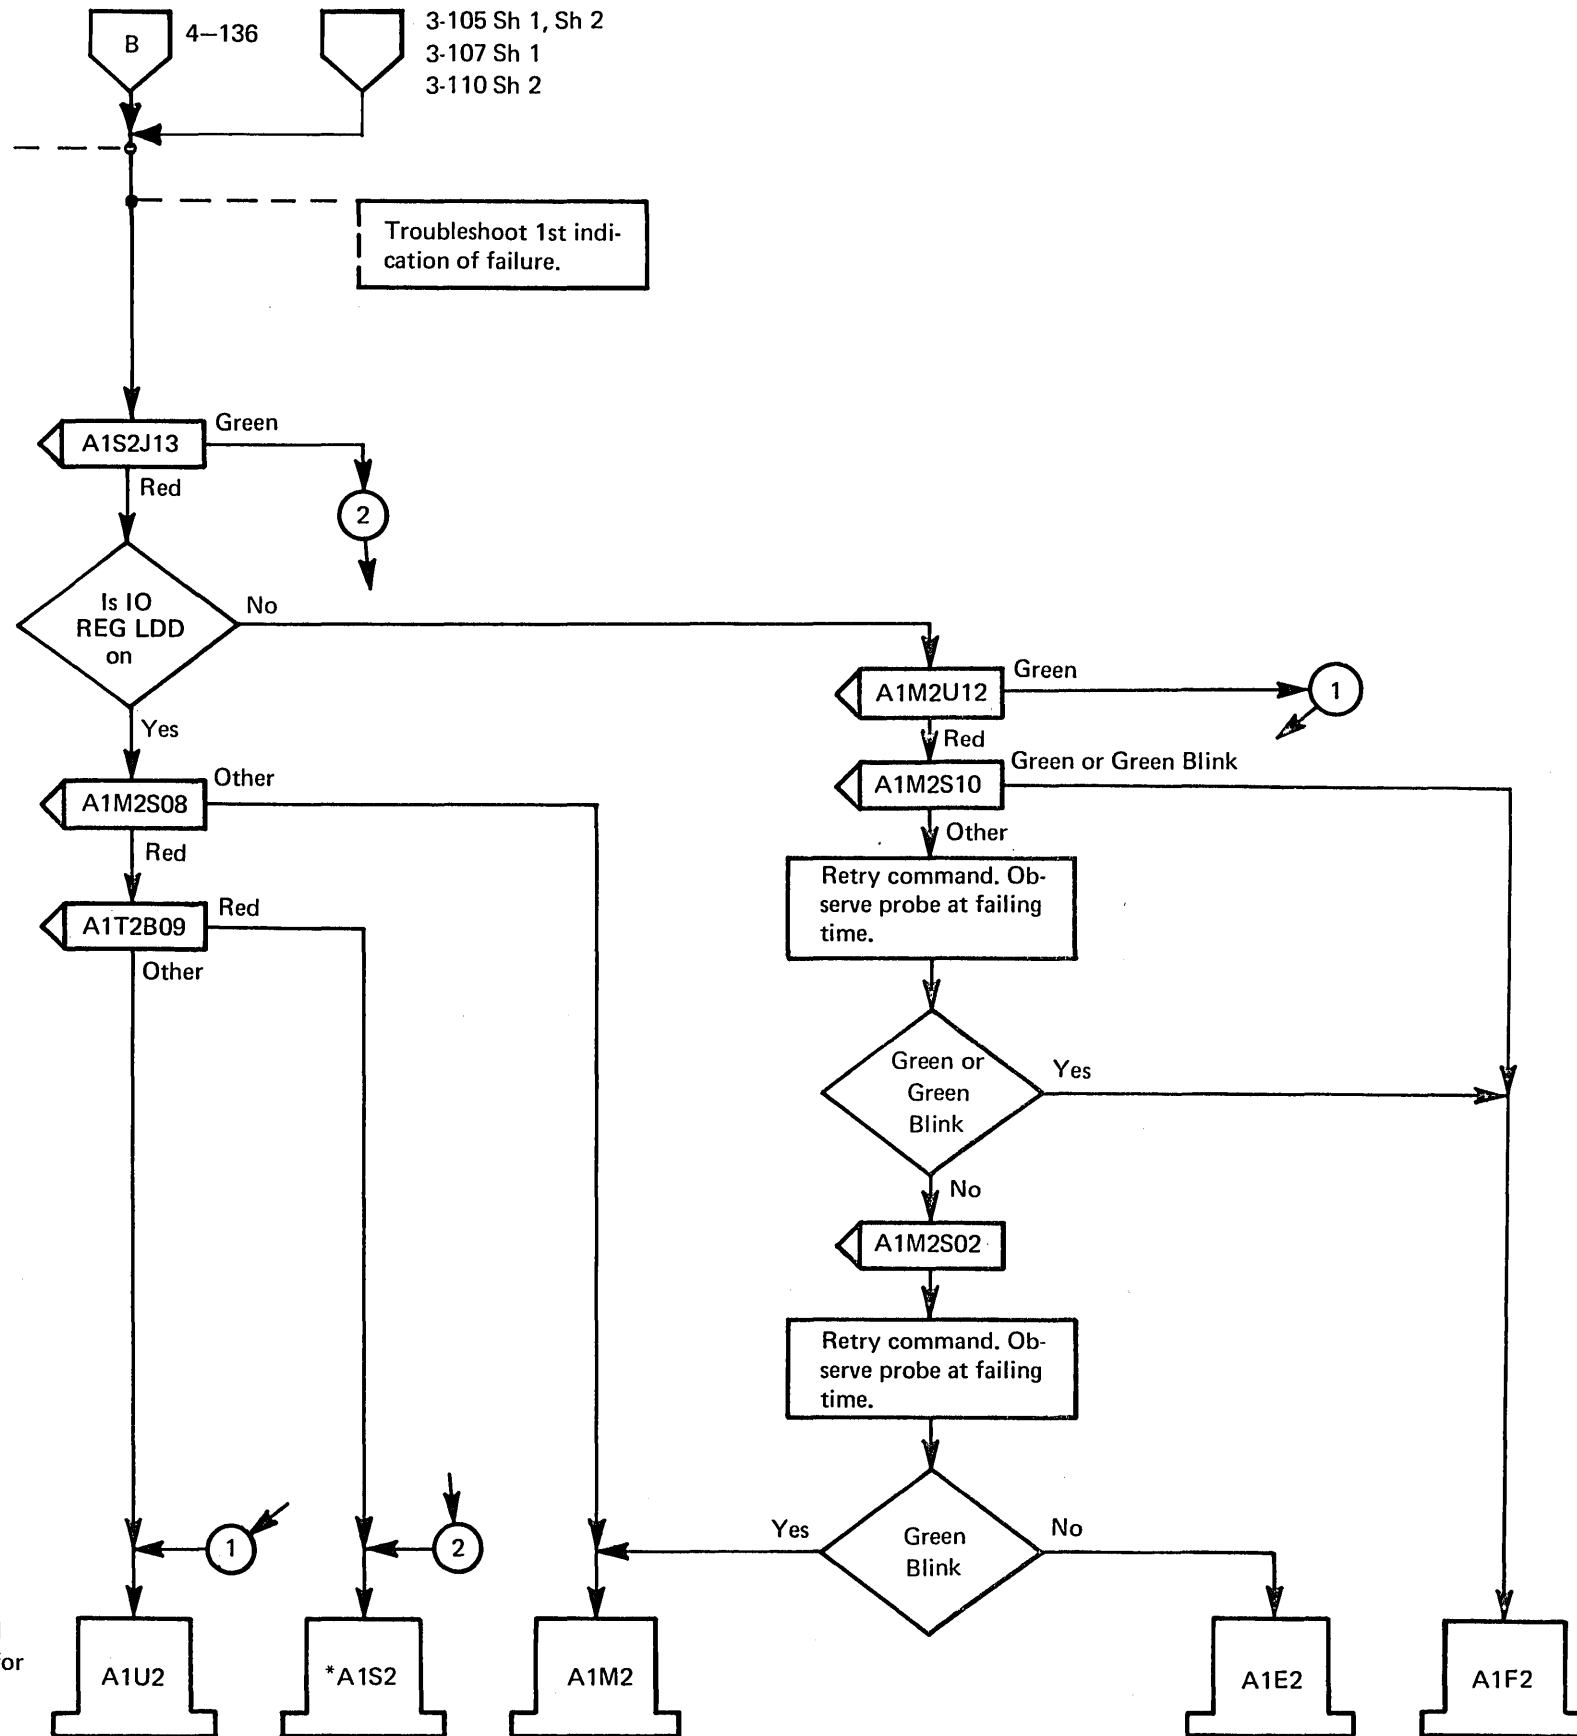 B
4–136
3-105 Sh 1, Sh 2
3-107 Sh 1
3-110 Sh 2
Troubleshoot 1st indi-
cation of failure.
A1S2J13
Green
Red
2
Is IO
REG LDD
on
No
Yes
A1M2U12
Green
1
Red
A1M2S10
Green or Green Blink
Other
A1M2S08
Other
Red
A1T2B09
Red
Other
Retry command. Ob-
serve probe at failing
time.
Green or
Green
Blink
Yes
No
A1M2S02
Retry command. Ob-
serve probe at failing
time.
Green
Blink
Yes
No
1
2
for
A1U2
*A1S2
A1M2
A1E2
A1F2